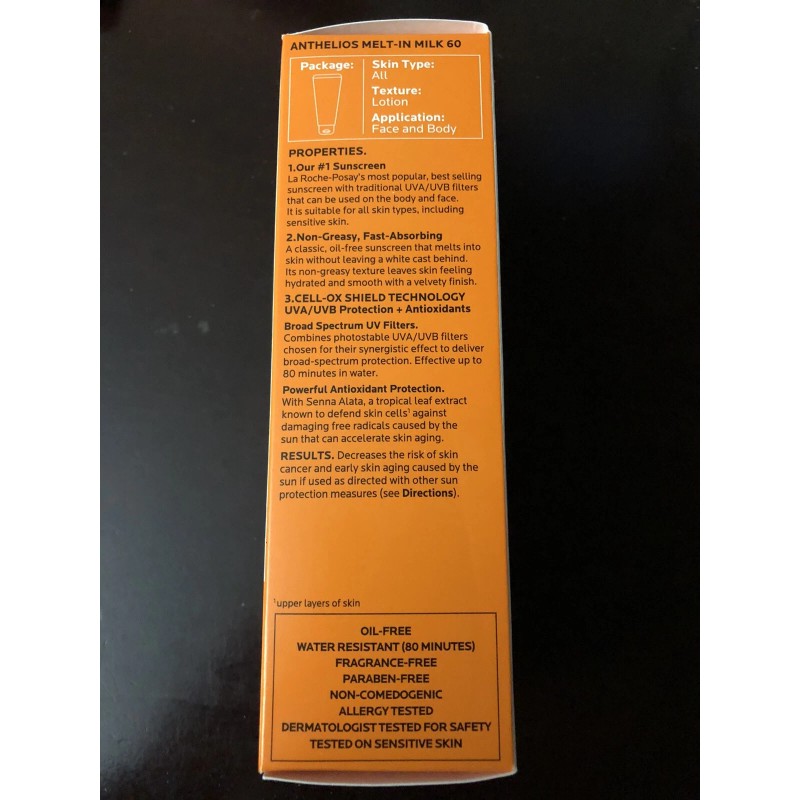 ANTHELIOS MELT-IN MILK 60
Package:
Skin Type:
All
Texture:
Lotion
Application:
Face and Body
PROPERTIES.
1.Our #1 Sunscreen
La Roche-Posay's most popular, best selling
sunscreen with traditional UVA/UVB filters
that can be used on the body and face.
It is suitable for all skin types, including
sensitive skin.
2.Non-Greasy, Fast-Absorbing
A classic, oil-free sunscreen that melts into
skin without leaving a white cast behind.
Its non-greasy texture leaves skin feeling
hydrated and smooth with a velvety finish.
3.CELL-OX SHIELD TECHNOLOGY
UVA/UVB Protection + Antioxidants
Broad Spectrum UV Filters.
Combines photostable UVA/UVB filters
chosen for their synergistic effect to deliver
broad-spectrum protection. Effective up to
80 minutes in water.
Powerful Antioxidant Protection.
With Senna Alata, a tropical leaf extract
known to defend skin cells¹ against
damaging free radicals caused by the
sun that can accelerate skin aging.
RESULTS. Decreases the risk of skin
cancer and early skin aging caused by the
sun if used as directed with other sun
protection measures (see Directions).
¹upper layers of skin
OIL-FREE
WATER RESISTANT (80 MINUTES)
FRAGRANCE-FREE
PARABEN-FREE
NON-COMEDOGENIC
ALLERGY TESTED
DERMATOLOGIST TESTED FOR SAFETY
TESTED ON SENSITIVE SKIN